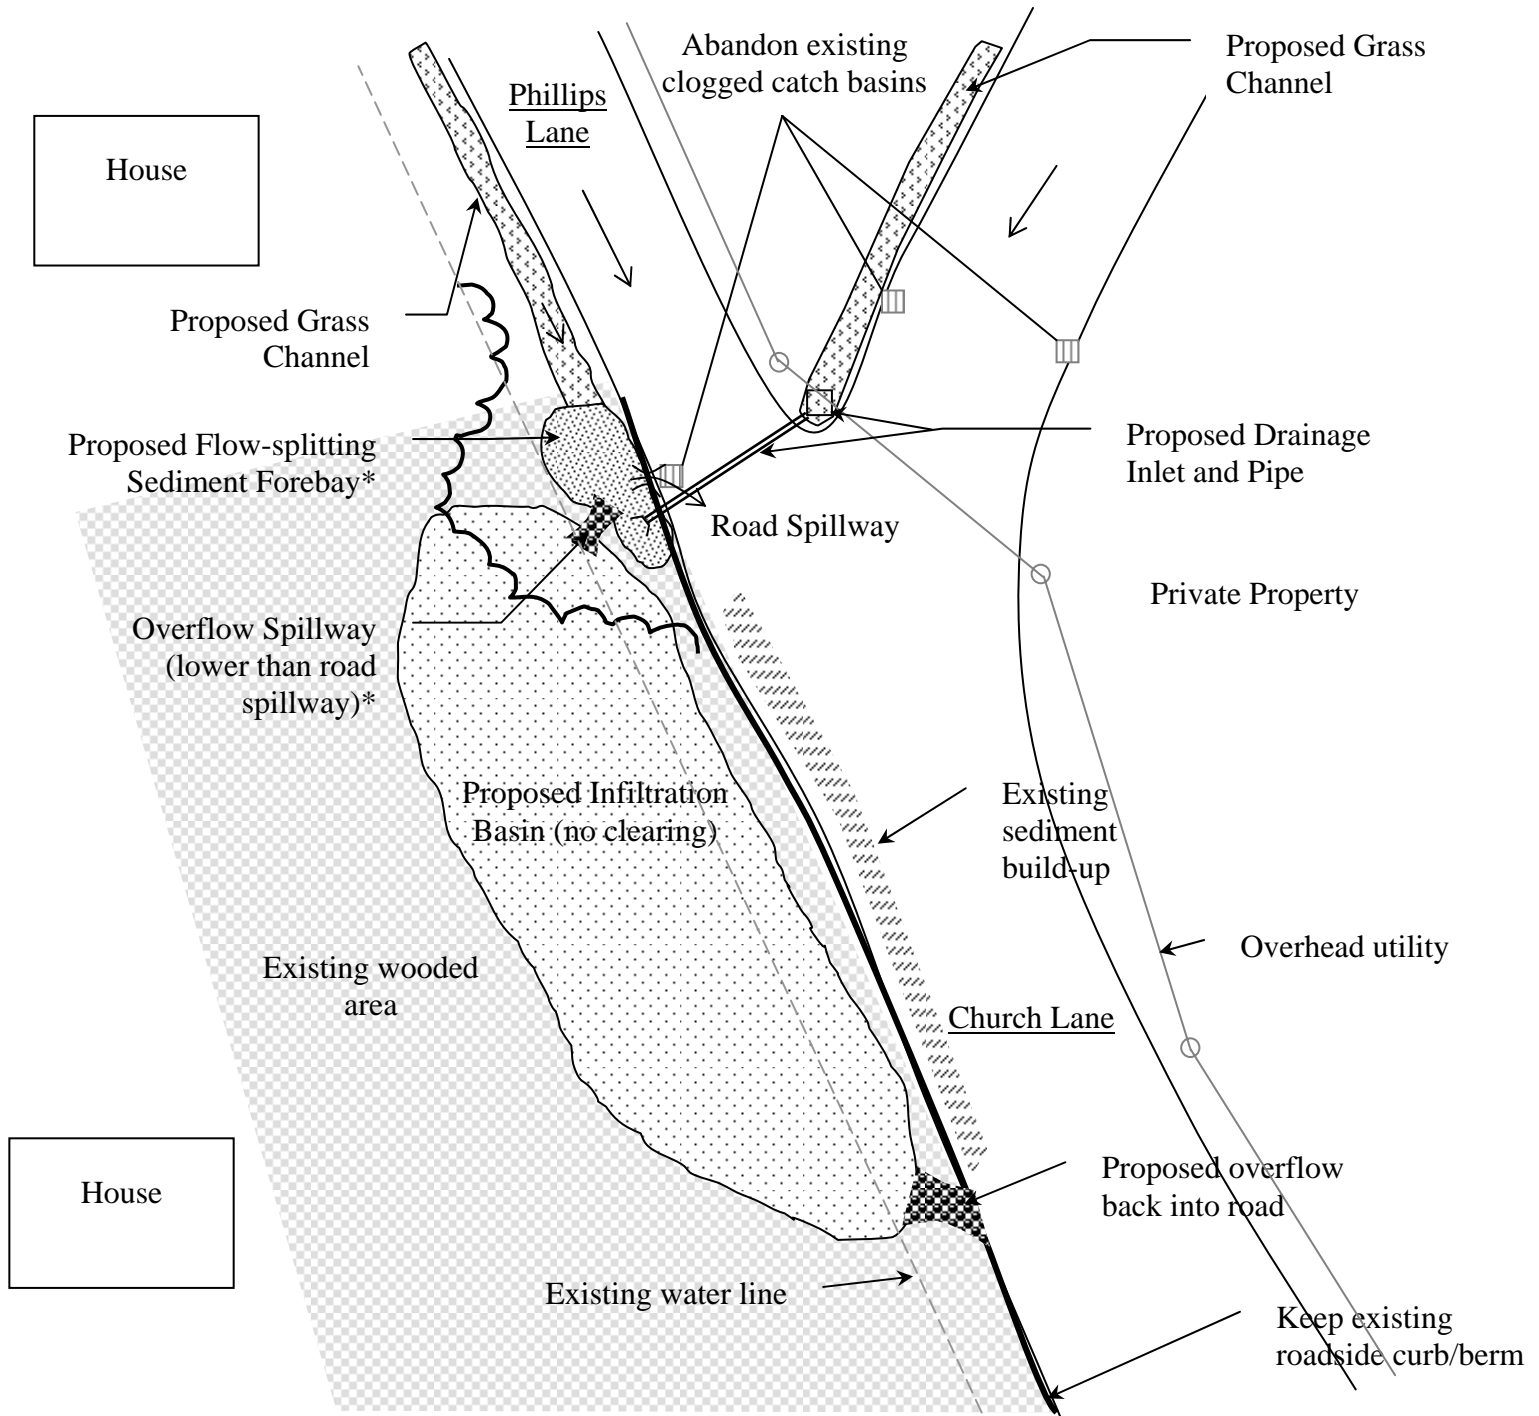 Abandon existing
clogged catch basins
Proposed Grass
Channel
Phillips
Lane
House
Proposed Grass
Channel
Proposed Flow-splitting
Sediment Forebay*
Proposed Drainage
Inlet and Pipe
Road Spillway
Private Property
Overflow Spillway
(lower than road
spillway)*
Proposed Infiltration
Basin (no clearing)
Existing
sediment
build-up
Existing wooded
area
Overhead utility
Church Lane
House
Proposed overflow
back into road
Existing water line
Keep existing
roadside curb/berm